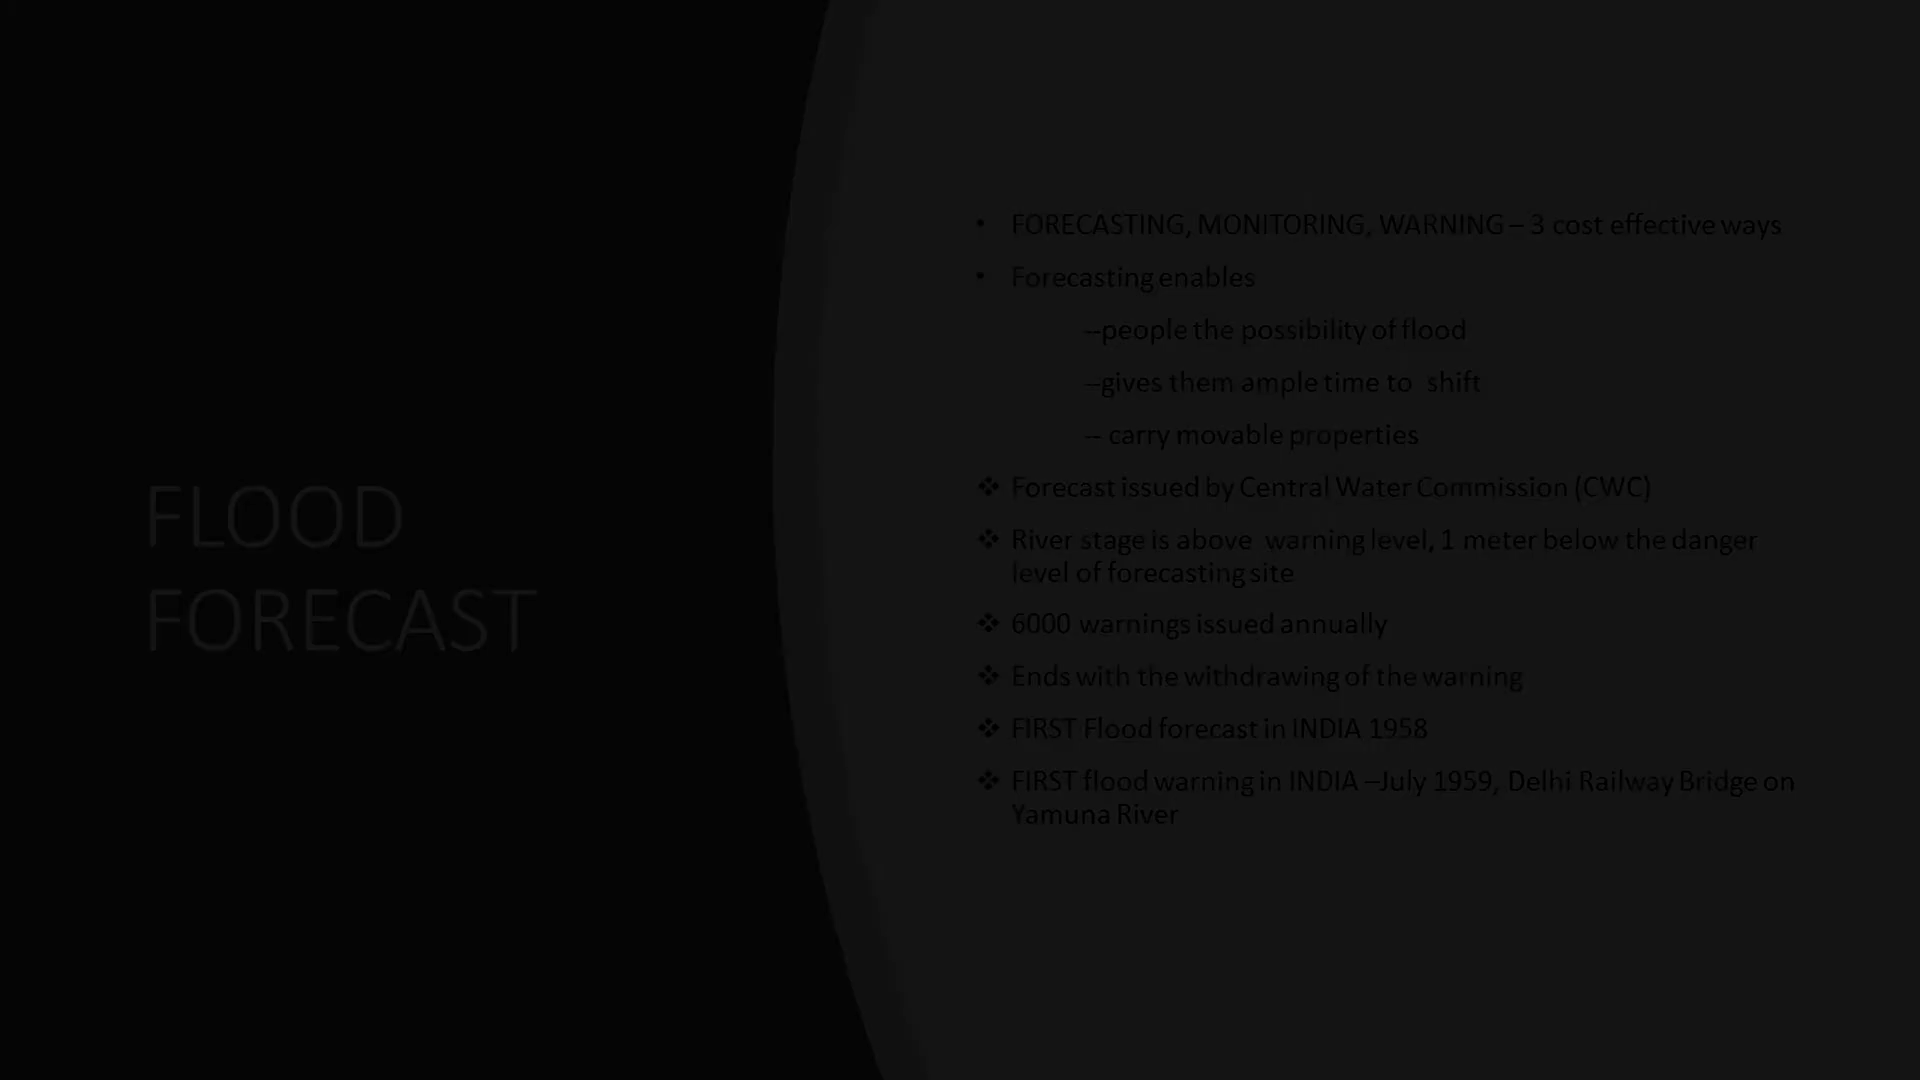 FLOOD
FORECAST
• FORECASTING, MONITORING, WARNING – 3 cost effective ways
• Forecasting enables
–people the possibility of flood
–gives them ample time to shift
-- carry movable properties
❖ Forecast issued by Central Water Commission (CWC)
❖ River stage is above warning level, 1 meter below the danger
level of forecasting site
❖ 6000 warnings issued annually
❖ Ends with the withdrawing of the warning
❖ FIRST Flood forecast in INDIA 1958
❖ FIRST flood warning in INDIA –July 1959, Delhi Railway Bridge on
Yamuna River